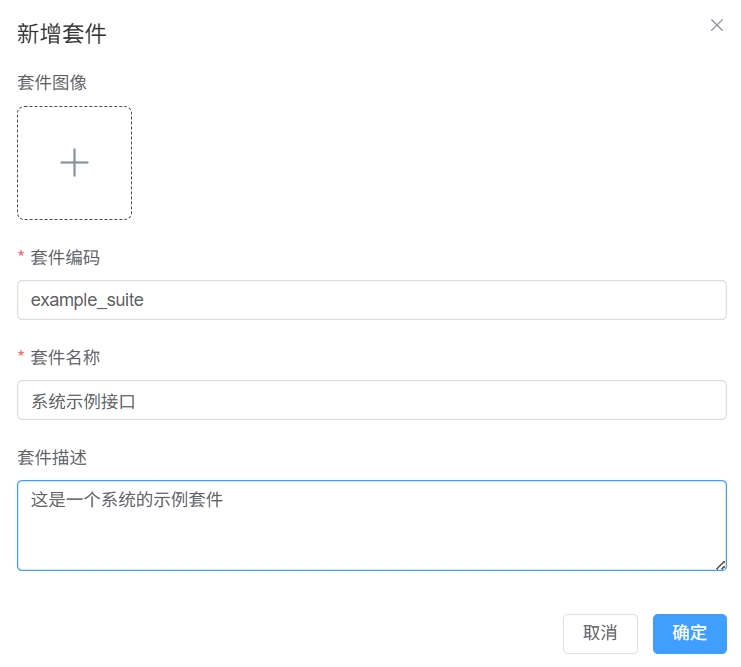 新增套件
套件图像
* 套件编码
example_suite
* 套件名称
系统示例接口
套件描述
这是一个系统的示例套件
取消 确定